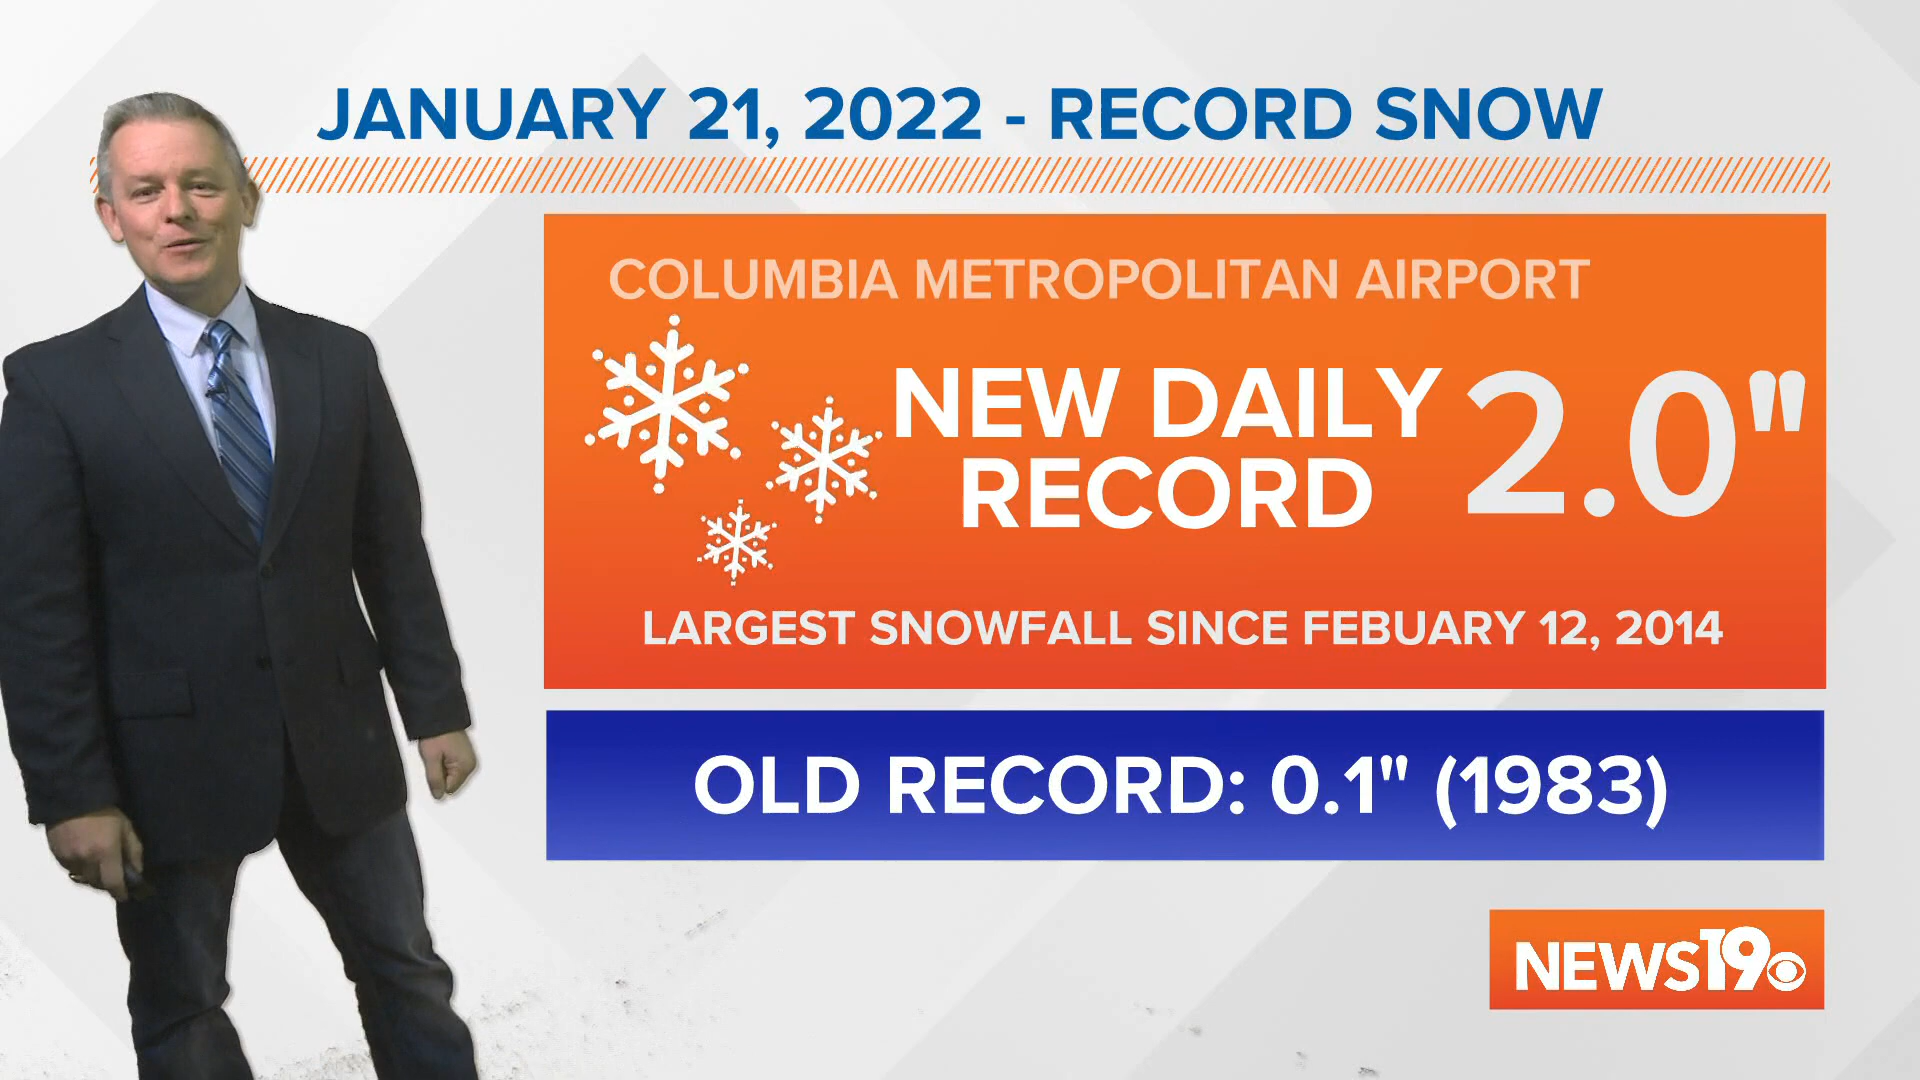 JANUARY 21, 2022 - RECORD SNOW
COLUMBIA METROPOLITAN AIRPORT
NEW DAILY
RECORD
2.0"
LARGEST SNOWFALL SINCE FEBUARY 12, 2014
OLD RECORD: 0.1" (1983)
NEWS19